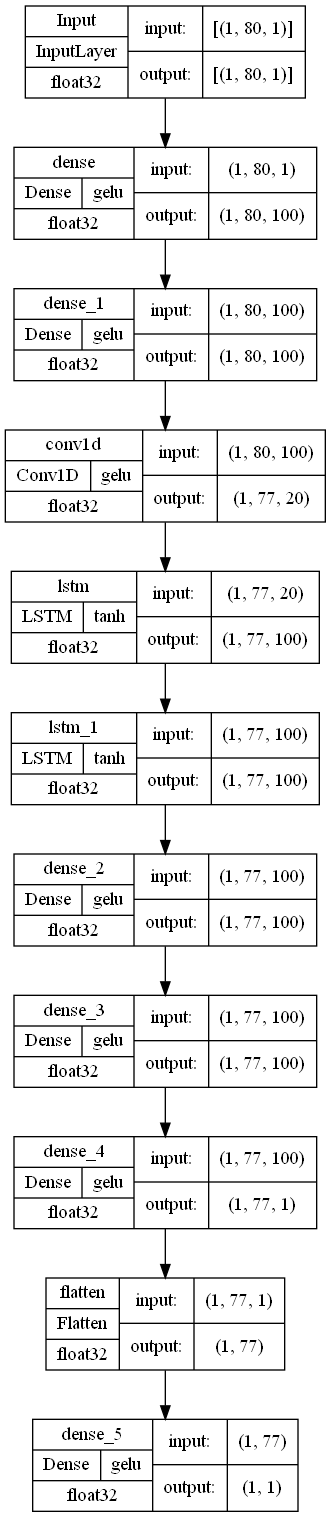 Input
InputLayer
float32
input: [(1, 80, 1)]
output: [(1, 80, 1)]
dense
Dense gelu
float32
input: (1, 80, 1)
output: (1, 80, 100)
dense_1
Dense gelu
float32
input: (1, 80, 100)
output: (1, 80, 100)
conv1d
Conv1D gelu
float32
input: (1, 80, 100)
output: (1, 77, 20)
lstm
LSTM tanh
float32
input: (1, 77, 20)
output: (1, 77, 100)
lstm_1
LSTM tanh
float32
input: (1, 77, 100)
output: (1, 77, 100)
dense_2
Dense gelu
float32
input: (1, 77, 100)
output: (1, 77, 100)
dense_3
Dense gelu
float32
input: (1, 77, 100)
output: (1, 77, 100)
dense_4
Dense gelu
float32
input: (1, 77, 100)
output: (1, 77, 1)
flatten
Flatten
float32
input: (1, 77, 1)
output: (1, 77)
dense_5
Dense gelu
float32
input: (1, 77)
output: (1, 1)